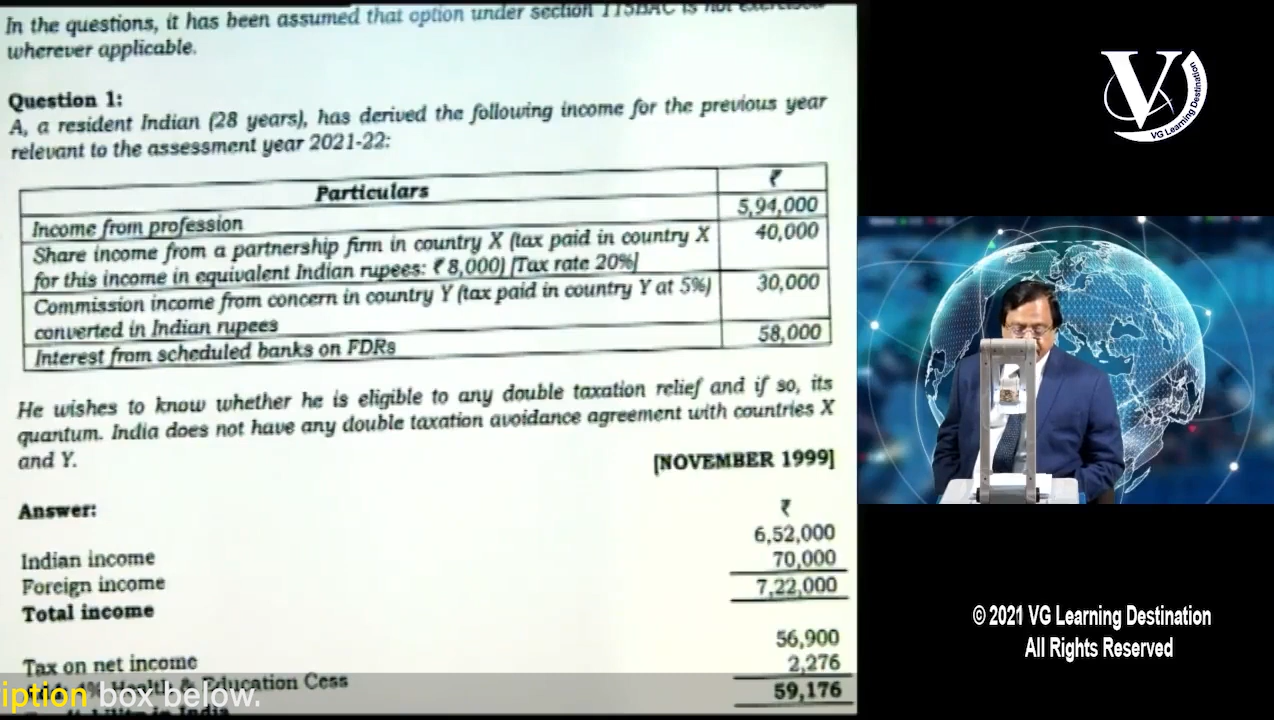 In the questions, it has been assumed that option under section 115BAC is not exercised
wherever applicable.
Question 1:
A, a resident Indian (28 years), has derived the following income for the previous year
relevant to the assessment year 2021-22:
Particulars ₹
Income from profession 5,94,000
Share income from a partnership firm in country X (tax paid in country X 40,000
for this income in equivalent Indian rupees: ₹ 8,000) [Tax rate 20%]
Commission income from concern in country Y (tax paid in country Y at 5%) 30,000
converted in Indian rupees
Interest from scheduled banks on FDRs 58,000
He wishes to know whether he is eligible to any double taxation relief and if so, its
quantum. India does not have any double taxation avoidance agreement with countries X
and Y.
[NOVEMBER 1999]
Answer: ₹
Indian income 6,52,000
Foreign income 70,000
Total income 7,22,000
Tax on net income 56,900
Health & Education Cess 2,276
59,176
iption box below.
V
VG Learning Destination
© 2021 VG Learning Destination
All Rights Reserved